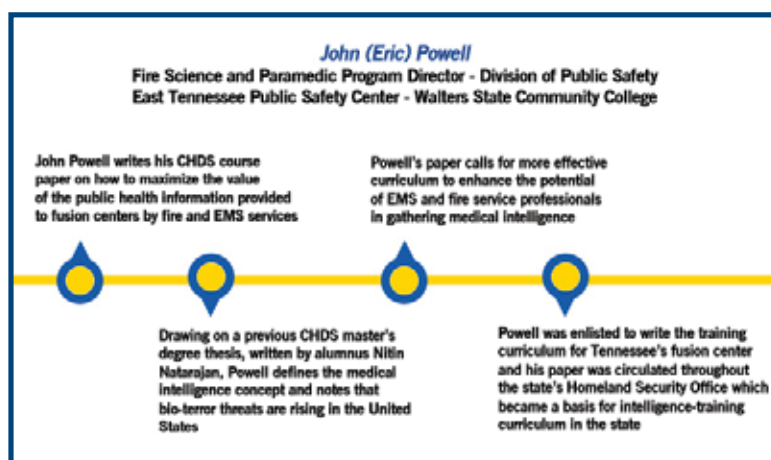 John (Eric) Powell
Fire Science and Paramedic Program Director - Division of Public Safety
East Tennessee Public Safety Center - Walters State Community College
John Powell writes his CHDS course
paper on how to maximize the value
of the public health information provided
to fusion centers by fire and EMS services
Drawing on a previous CHDS master's
degree thesis, written by alumnus Nitin
Natarajan, Powell defines the medical
intelligence concept and notes that
bio-terror threats are rising in the United
States
Powell's paper calls for more effective
curriculum to enhance the potential
of EMS and fire service professionals
in gathering medical intelligence
Powell was enlisted to write the training
curriculum for Tennessee's fusion center
and his paper was circulated throughout
the state's Homeland Security Office which
became a basis for intelligence-training
curriculum in the state